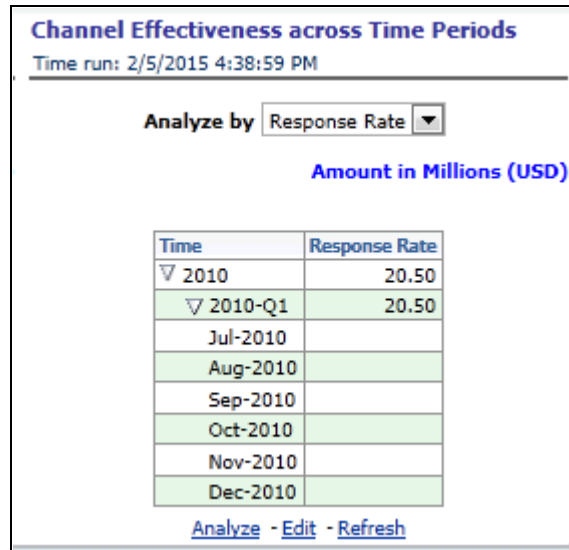 Channel Effectiveness across Time Periods
Time run: 2/5/2015 4:38:59 PM
Analyze by Response Rate
Amount in Millions (USD)
Time Response Rate
2010 20.50
2010-Q1 20.50
Jul-2010
Aug-2010
Sep-2010
Oct-2010
Nov-2010
Dec-2010
Analyze - Edit - Refresh